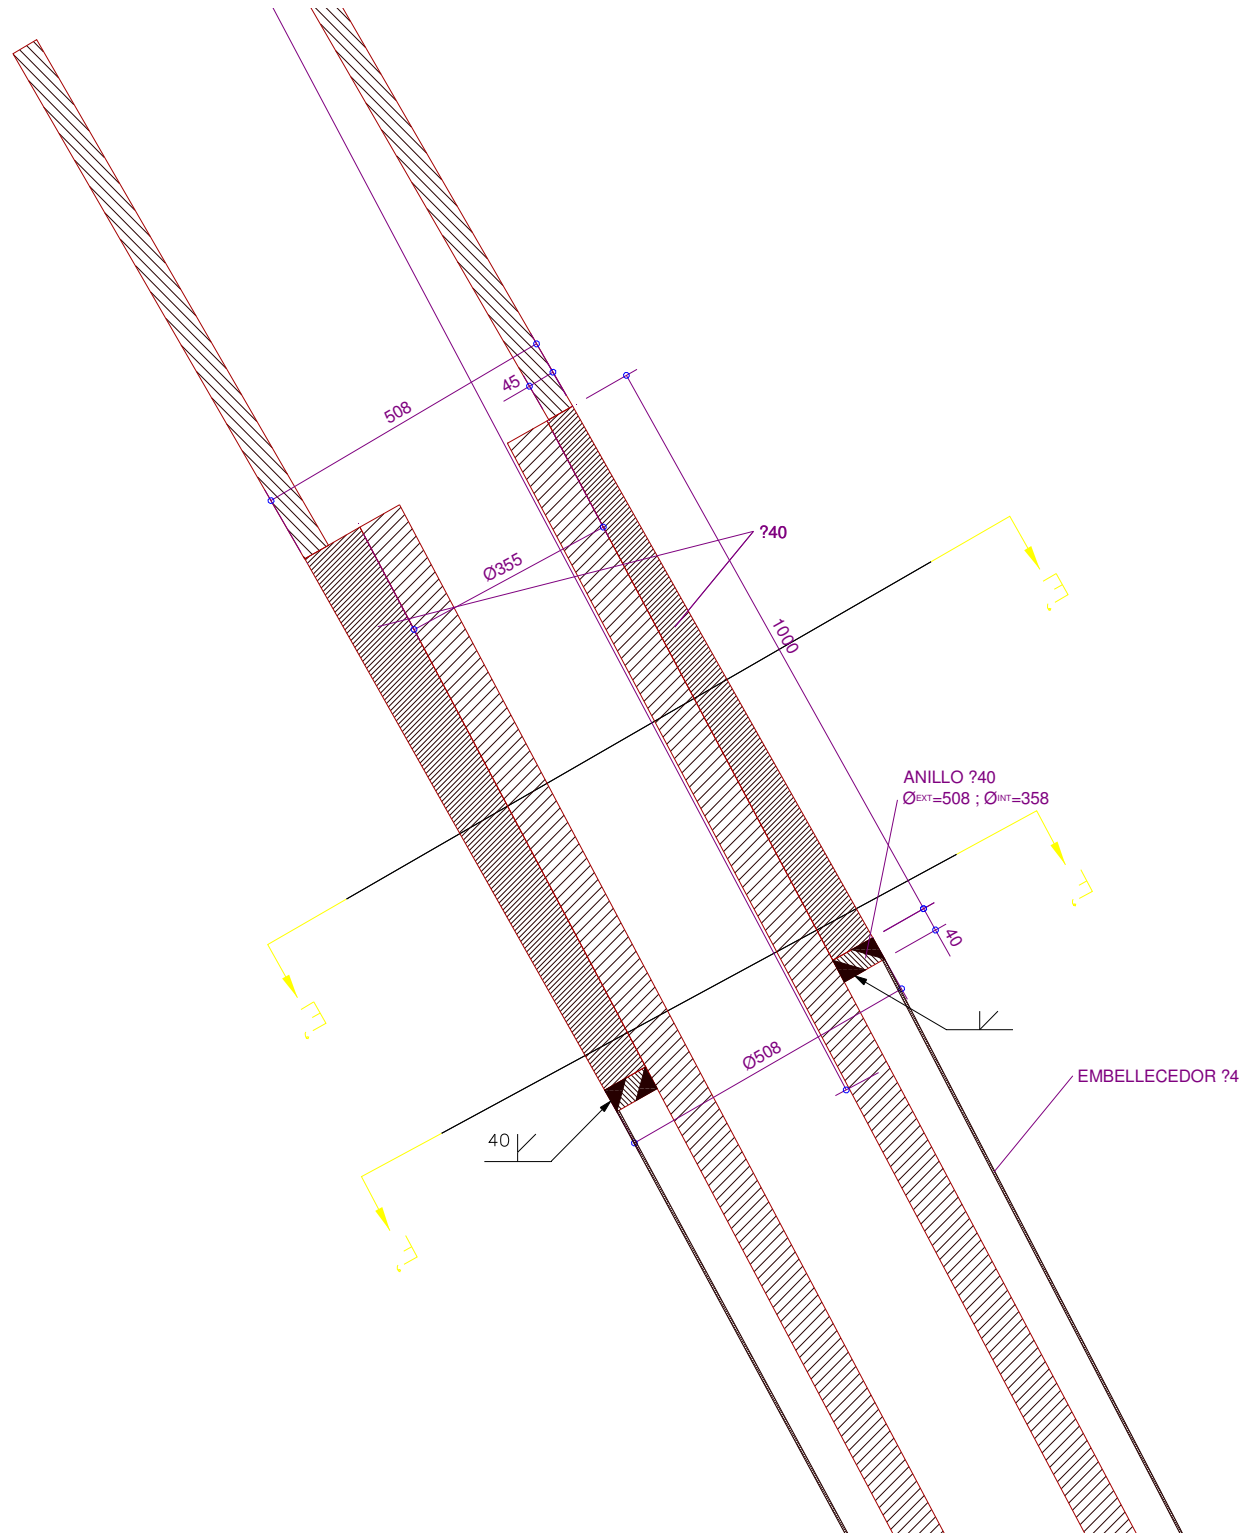 45
508
?40
Ø355
E'
1000
ANILLO ?40
ØEXT=508 ; ØINT=358
F'
40
E'
Ø508
EMBELLECEDOR ?4
40
F'